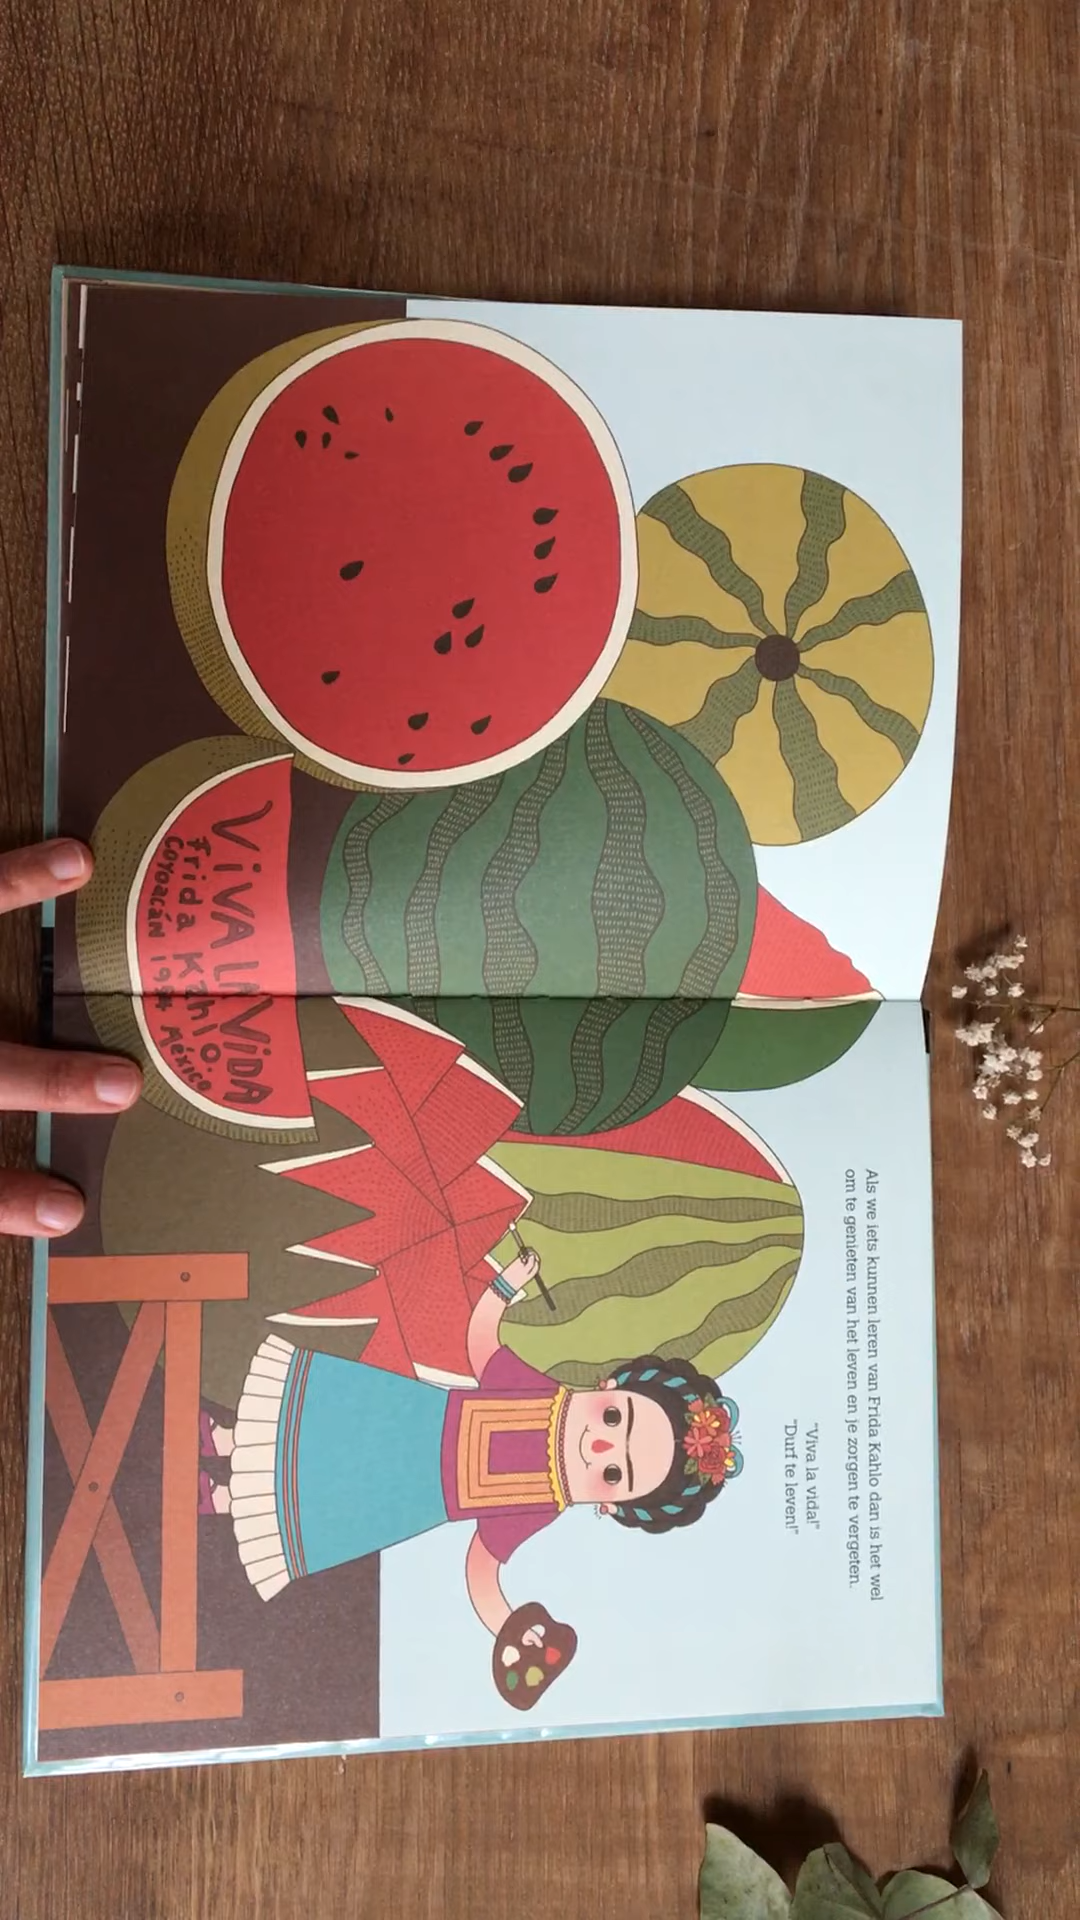 VIVA LA VIDA
frida Kahlo.
Coyoacán 1954 México
Als we iets kunnen leren van Frida Kahlo dan is het wel
om te genieten van het leven en je zorgen te vergeten.
"Viva la vida!"
"Durf te leven!"